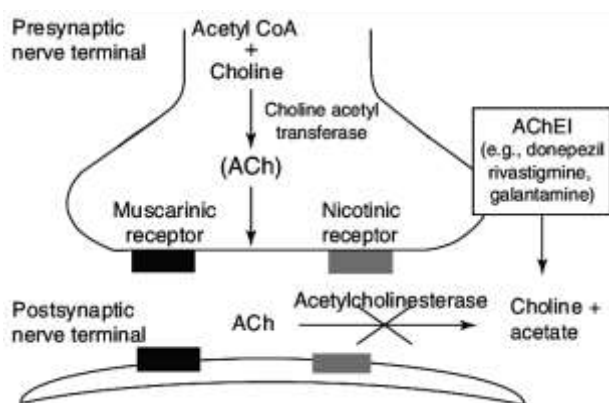 Presynaptic
nerve terminal
Acetyl CoA
+
Choline
Choline acetyl
transferase
(ACh)
AChEI
(e.g., donepezil
rivastigmine,
galantamine)
Muscarinic
receptor
Nicotinic
receptor
Postsynaptic
nerve terminal
ACh
Acetylcholinesterase
Choline +
acetate